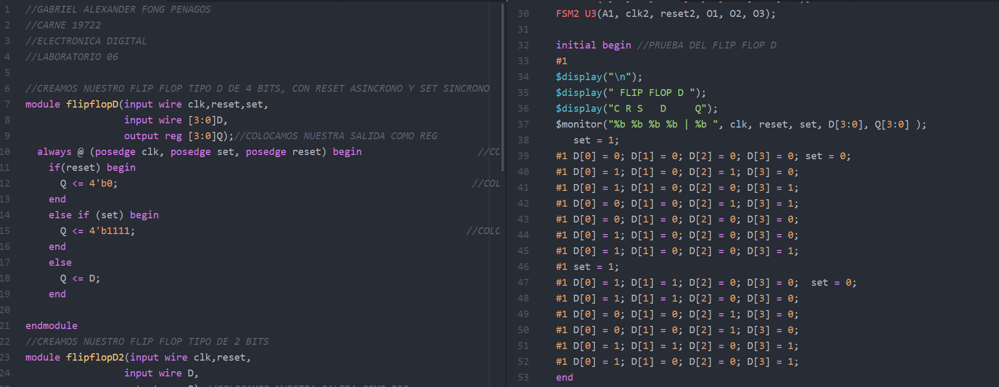 1 //GABRIEL ALEXANDER FONG PENAGOS
2 //CARNE 19722
3 //ELECTRONICA DIGITAL
4 //LABORATORIO 06
5
6 //CREAMOS NUESTRO FLIP FLOP TIPO D DE 4 BITS, CON RESET ASINCRONO Y SET SINCRONO
7 module flipflopD(input wire clk,reset,set,
8 input wire [3:0]D,
9 output reg [3:0]Q);//COLOCAMOS NUESTRA SALIDA COMO REG
10 always @ (posedge clk, posedge set, posedge reset) begin //CO
11 if(reset) begin
12 Q <= 4'b0; //COL
13 end
14 else if (set) begin
15 Q <= 4'b1111; //COLO
16 end
17 else
18 Q <= D;
19 end
20
21 endmodule
22 //CREAMOS NUESTRO FLIP FLOP TIPO DE 2 BITS
23 module flipflopD2(input wire clk,reset,
24 input wire D,
30 FSM2 U3(A1, clk2, reset2, O1, O2, O3);
31
32 initial begin //PRUEBA DEL FLIP FLOP D
33 #1
34 $display("\n");
35 $display(" FLIP FLOP D ");
36 $display("C R S   D     Q");
37 $monitor("%b %b %b %b | %b ", clk, reset, set, D[3:0], Q[3:0] );
38 set = 1;
39 #1 D[0] = 0; D[1] = 0; D[2] = 0; D[3] = 0; set = 0;
40 #1 D[0] = 1; D[1] = 0; D[2] = 1; D[3] = 0;
41 #1 D[0] = 1; D[1] = 0; D[2] = 0; D[3] = 1;
42 #1 D[0] = 0; D[1] = 0; D[2] = 1; D[3] = 1;
43 #1 D[0] = 0; D[1] = 0; D[2] = 0; D[3] = 0;
44 #1 D[0] = 1; D[1] = 0; D[2] = 0; D[3] = 0;
45 #1 D[0] = 1; D[1] = 0; D[2] = 0; D[3] = 1;
46 #1 set = 1;
47 #1 D[0] = 1; D[1] = 1; D[2] = 0; D[3] = 0;  set = 0;
48 #1 D[0] = 1; D[1] = 1; D[2] = 0; D[3] = 0;
49 #1 D[0] = 0; D[1] = 0; D[2] = 1; D[3] = 0;
50 #1 D[0] = 0; D[1] = 0; D[2] = 1; D[3] = 0;
51 #1 D[0] = 1; D[1] = 1; D[2] = 0; D[3] = 1;
52 #1 D[0] = 1; D[1] = 0; D[2] = 0; D[3] = 1;
53 end